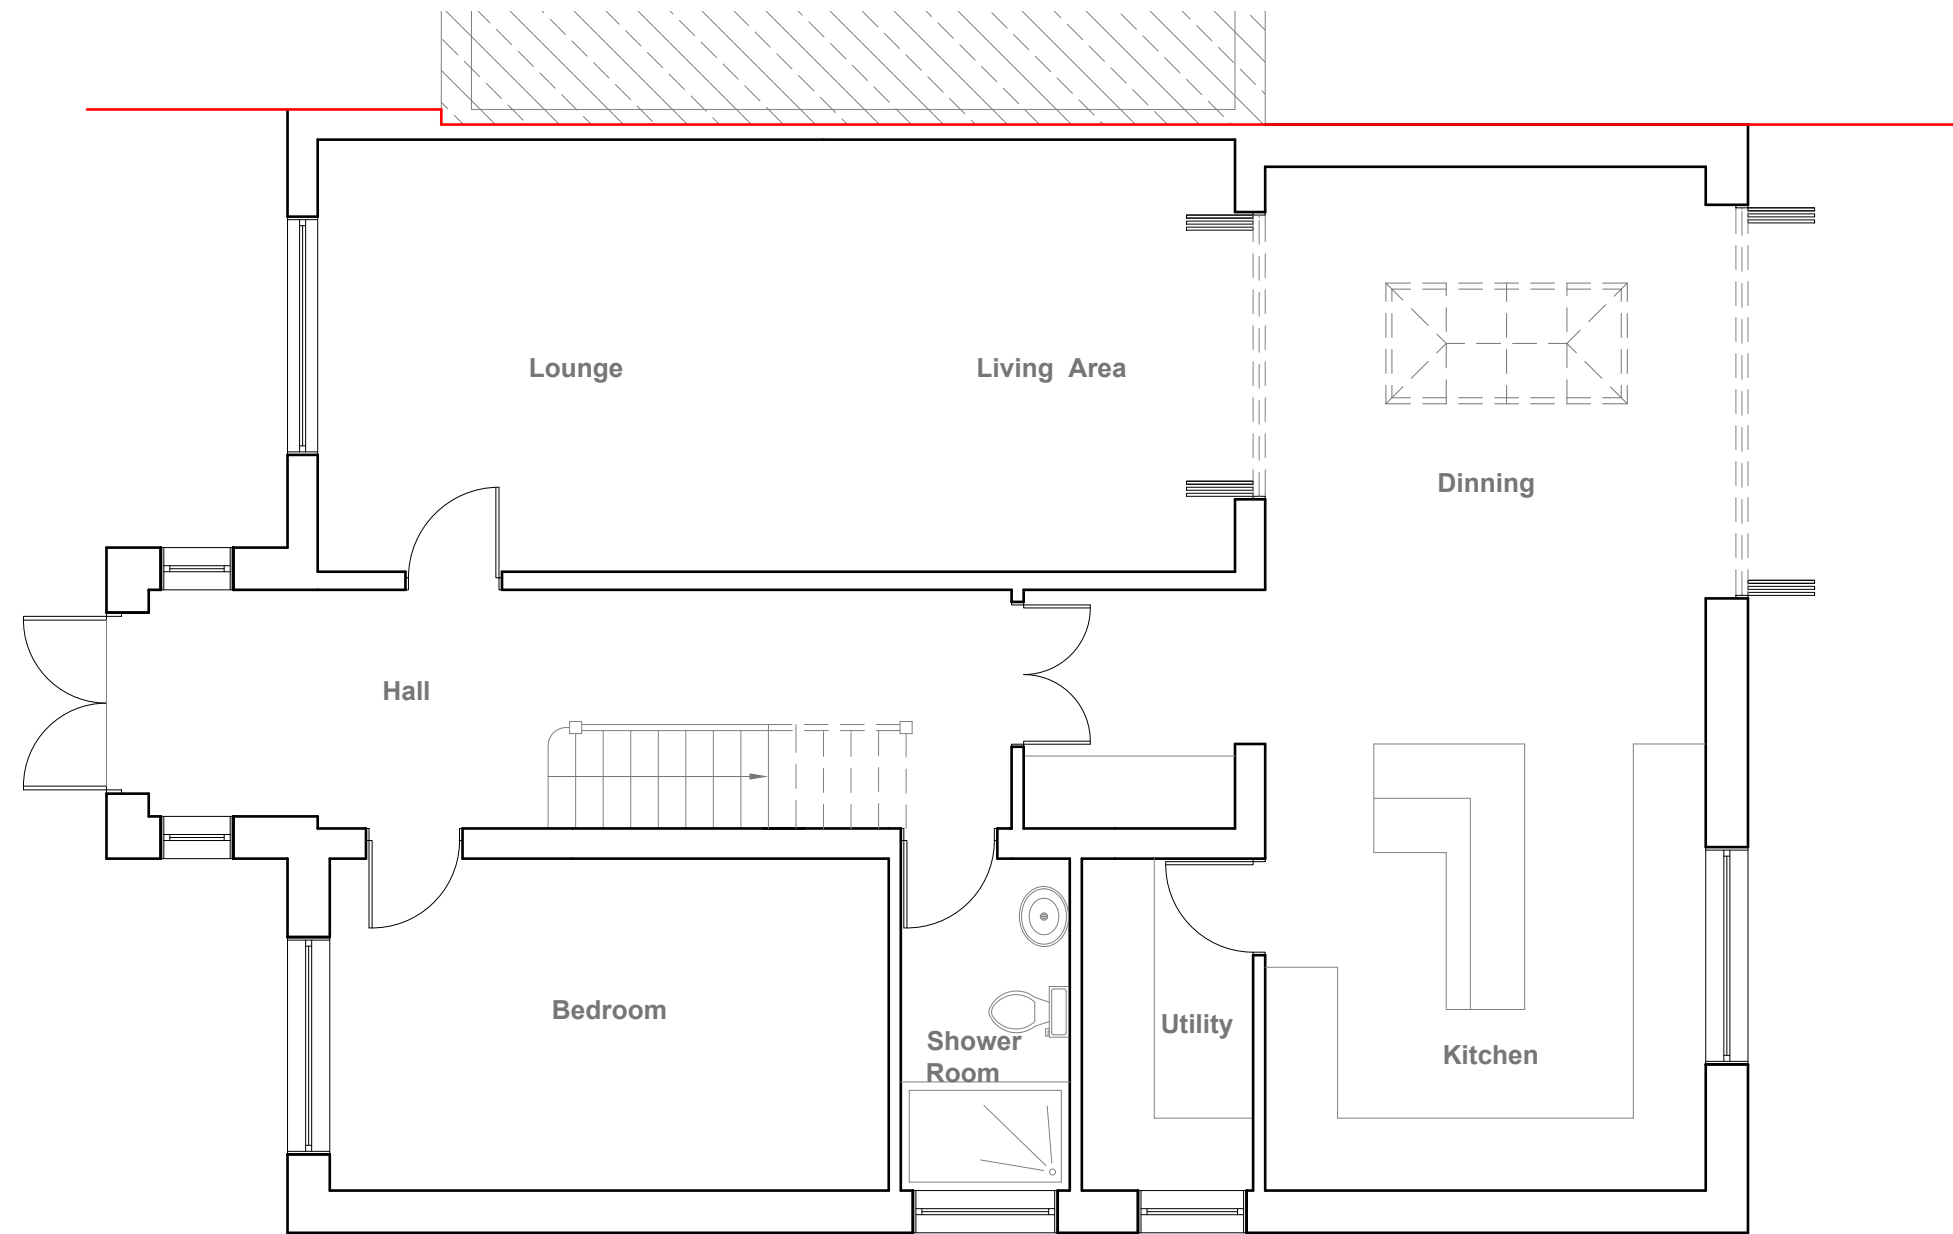 Lounge
Living Area
Dinning
Hall
Bedroom
Shower
Room
Utility
Kitchen